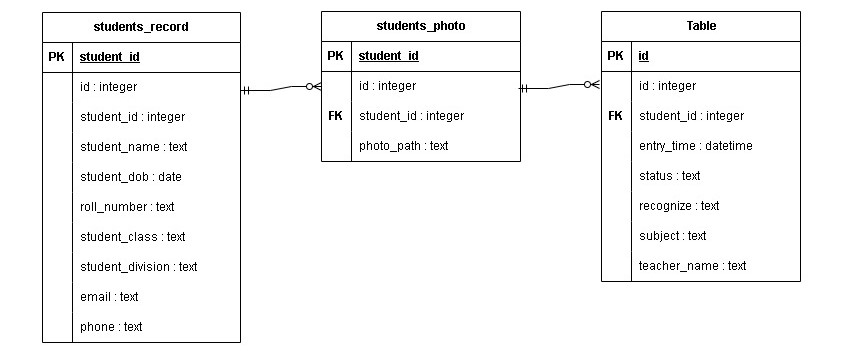 students_record
PK student_id
id : integer
student_id : integer
student_name : text
student_dob : date
roll_number : text
student_class : text
student_division : text
email : text
phone : text
students_photo
PK student_id
id : integer
FK student_id : integer
photo_path : text
Table
PK id
id : integer
FK student_id : integer
entry_time : datetime
status : text
recognize : text
subject : text
teacher_name : text